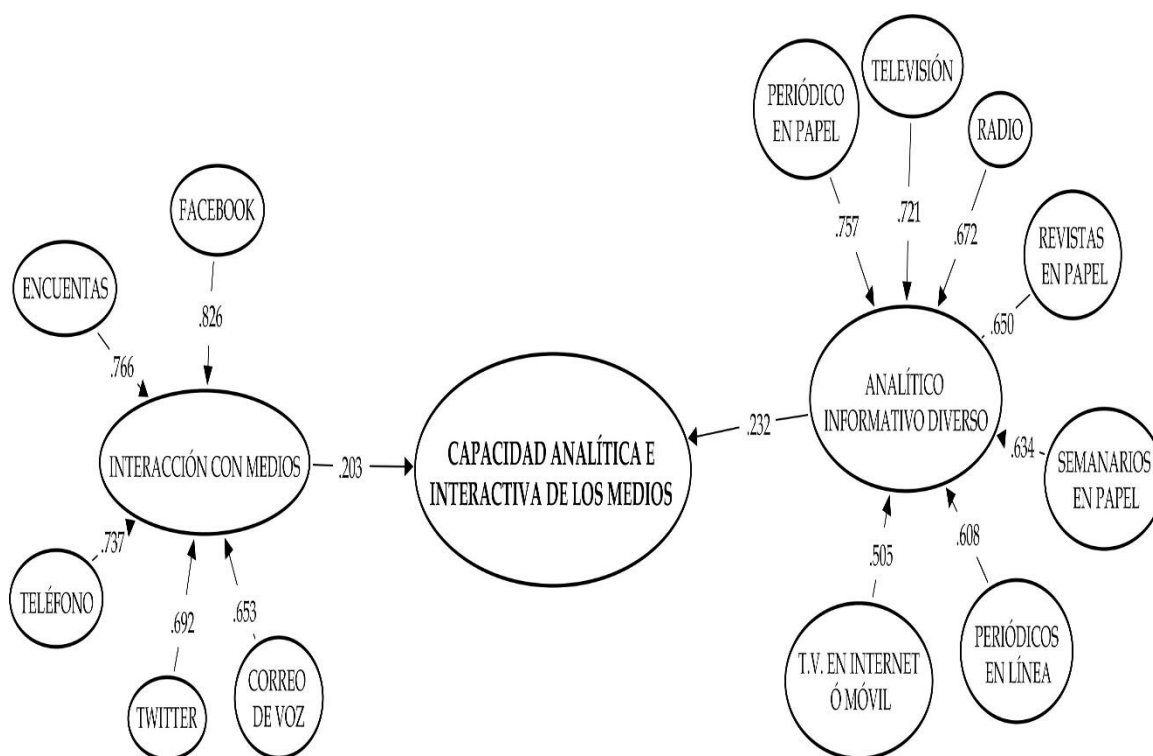 TELEVISIÓN
PERIÓDICO
EN PAPEL
RADIO
FACEBOOK
.757
.721
.672
REVISTAS
EN PAPEL
ENCUENTAS
.826
.650
.766
ANALÍTICO
INFORMATIVO DIVERSO
.232
INTERACCIÓN CON MEDIOS
.203
CAPACIDAD ANALÍTICA E
INTERACTIVA DE LOS MEDIOS
.634
SEMANARIOS
EN PAPEL
.737
TELÉFONO
.692
.653
.505
.608
TWITTER
CORREO
DE VOZ
T.V. EN INTERNET
Ó MÓVIL
PERIÓDICOS
EN LÍNEA